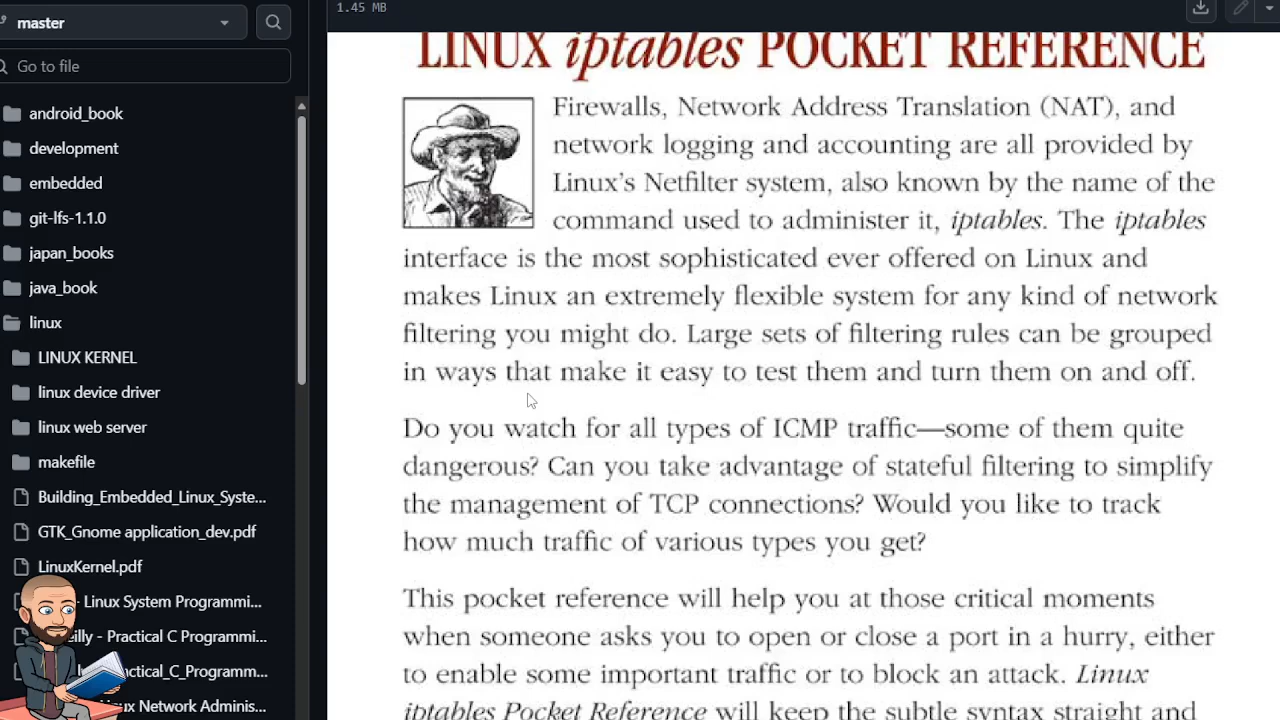 master
1.45 MB
Go to file
android_book
development
embedded
git-lfs-1.1.0
japan_books
java_book
linux
LINUX KERNEL
linux device driver
linux web server
makefile
Building_Embedded_Linux_Syste...
GTK_Gnome application_dev.pdf
LinuxKernel.pdf
- Linux System Programmi...
eilly - Practical C Programmi...
actical_C_Programm...
nux Network Adminis...
LINUX iptables POCKET REFERENCE
Firewalls, Network Address Translation (NAT), and
network logging and accounting are all provided by
Linux's Netfilter system, also known by the name of the
command used to administer it, iptables. The iptables
interface is the most sophisticated ever offered on Linux and
makes Linux an extremely flexible system for any kind of network
filtering you might do. Large sets of filtering rules can be grouped
in ways that make it easy to test them and turn them on and off.
Do you watch for all types of ICMP traffic—some of them quite
dangerous? Can you take advantage of stateful filtering to simplify
the management of TCP connections? Would you like to track
how much traffic of various types you get?
This pocket reference will help you at those critical moments
when someone asks you to open or close a port in a hurry, either
to enable some important traffic or to block an attack. Linux
iptables Pocket Reference will keep the subtle syntax straight and